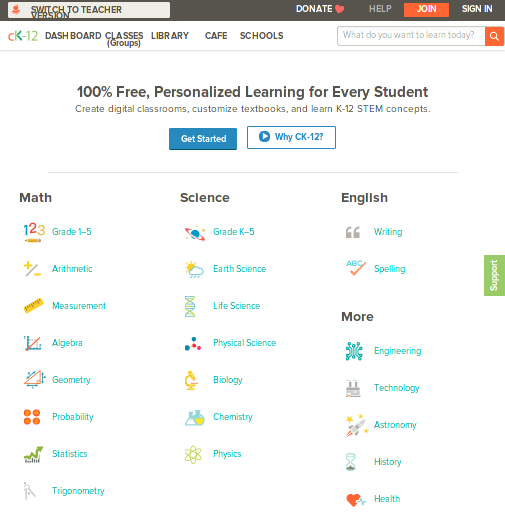 SWITCH TO TEACHER
VERSION
DONATE
HELP
JOIN
SIGN IN
cK-12
DASHBOARD
CLASSES
(Groups)
LIBRARY
CAFE
SCHOOLS
What do you want to learn today?
100% Free, Personalized Learning for Every Student
Create digital classrooms, customize textbooks, and learn K-12 STEM concepts.
Get Started
Why CK-12?
Math
Science
English
123
Grade 1–5
Grade K–5
Writing
Arithmetic
Earth Science
ABC
Spelling
Support
Measurement
Life Science
More
Algebra
Physical Science
Engineering
Geometry
Biology
Technology
Probability
Chemistry
Astronomy
Statistics
Physics
History
Trigonometry
Health